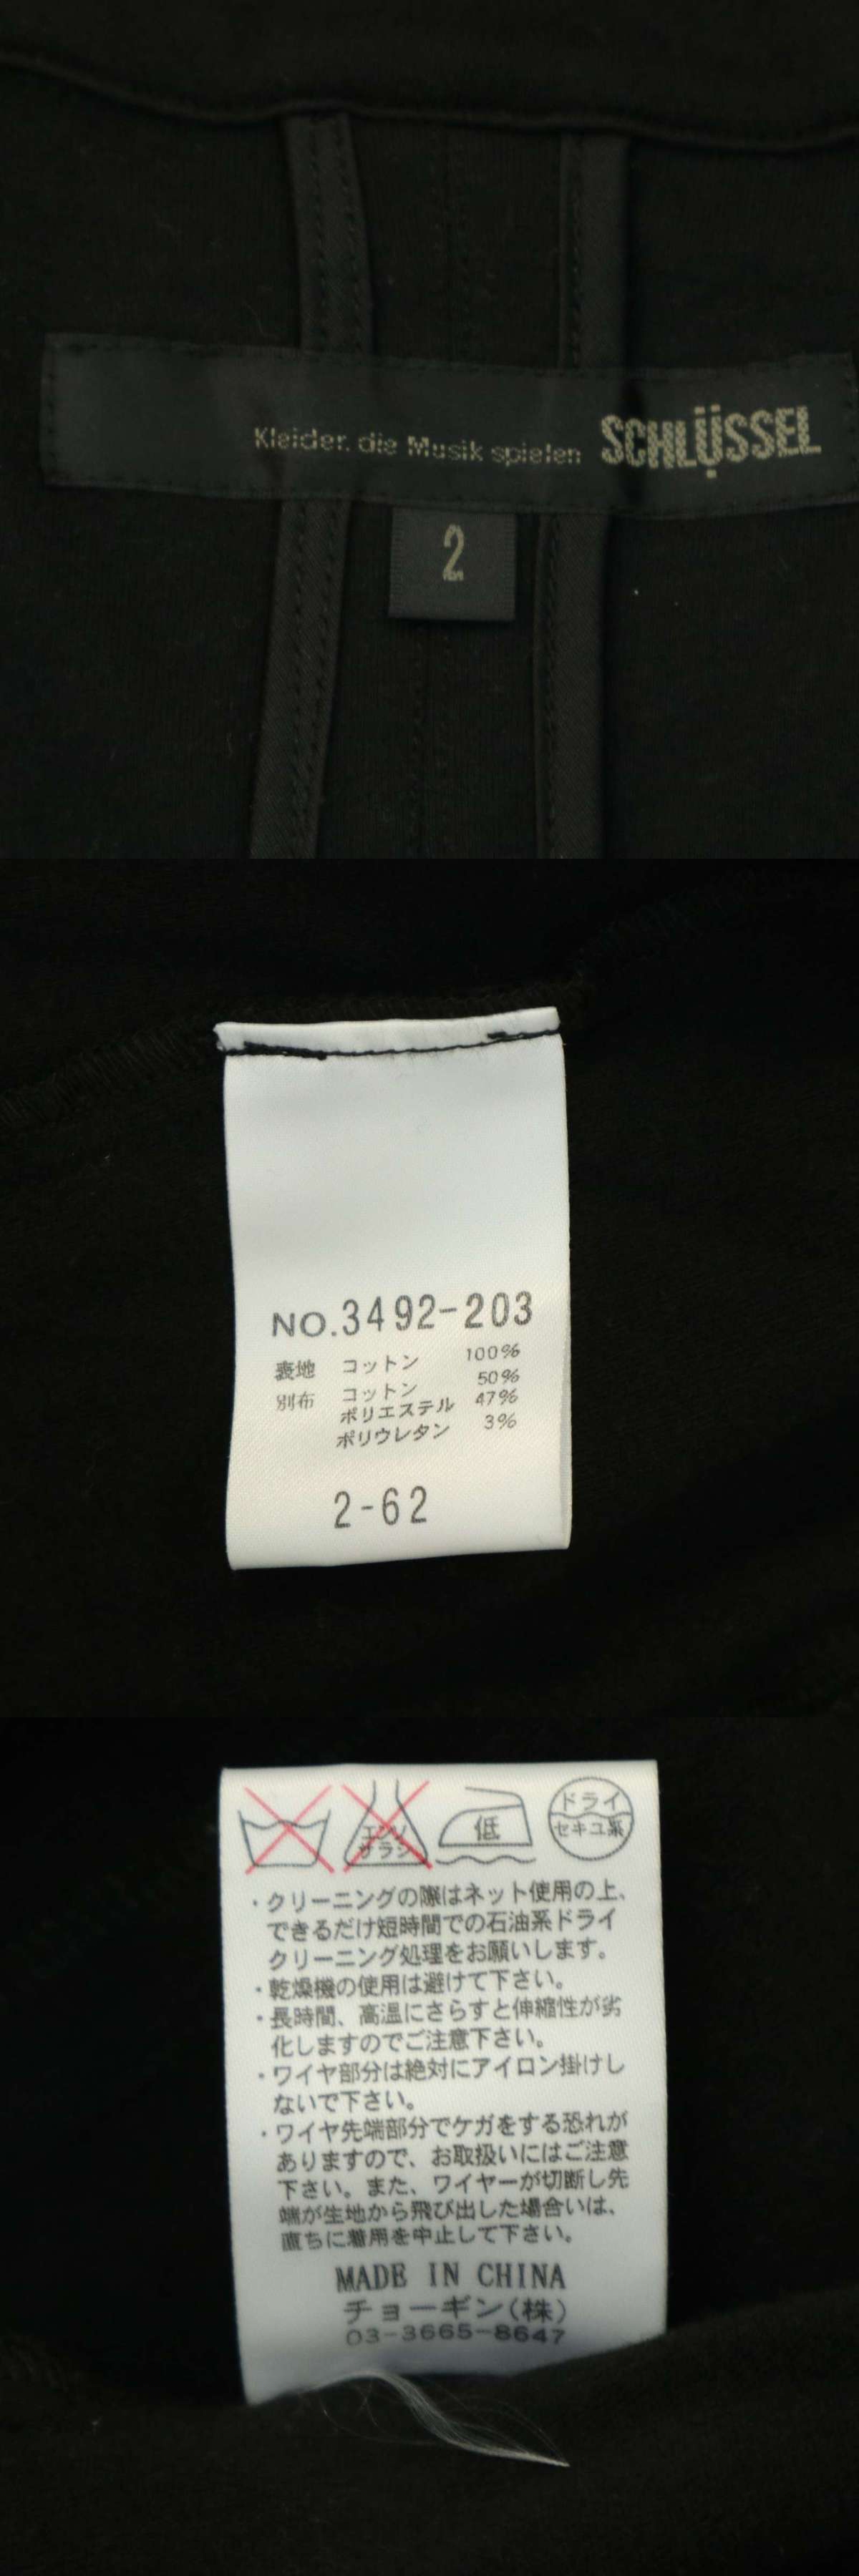 Kleider. die Musik spielen SCHLÜSSEL
2
NO.3492-203
表地 コットン 100%
別布 コットン 50%
ポリエステル 47%
ポリウレタン 3%
2-62
エンソ
サラシ
低
ドライ
セキユ系
・クリーニングの際はネット使用の上、
できるだけ短時間での石油系ドライ
クリーニング処理をお願いします。
・乾燥機の使用は避けて下さい。
・長時間、高温にさらすと伸縮性が劣
化しますのでご注意下さい。
・ワイヤ部分は絶対にアイロン掛けし
ないで下さい。
・ワイヤ先端部分でケガをする恐れが
ありますので、お取扱いにはご注意
下さい。また、ワイヤーが切断し先
端が生地から飛び出した場合いは、
直ちに着用を中止して下さい。
MADE IN CHINA
チョーギン(株)
03-3665-8647